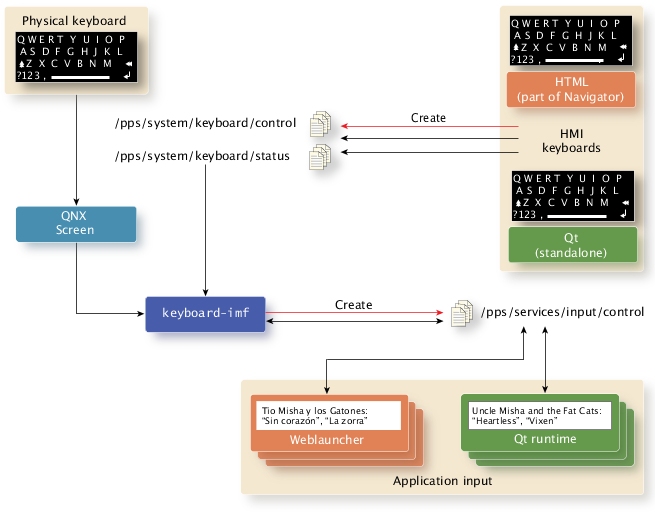 Physical keyboard
Q W E R T Y U I O P
A S D F G H J K L
Z X C V B N M
?123 ,
Q W E R T Y U I O P
A S D F G H J K L
Z X C V B N M
?123 ,
HTML
(part of Navigator)
/pps/system/keyboard/control
Create
HMI
keyboards
/pps/system/keyboard/status
Q W E R T Y U I O P
A S D F G H J K L
Z X C V B N M
?123 ,
QNX
Screen
Qt
(standalone)
keyboard-imf
Create
/pps/services/input/control
Tio Misha y los Gatones:
“Sin corazón”, “La zorra”
Weblauncher
Uncle Misha and the Fat Cats:
“Heartless”, “Vixen”
Qt runtime
Application input